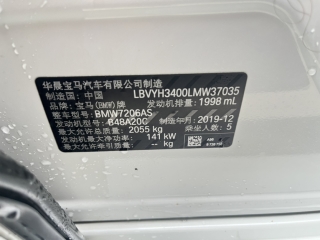 华晨宝马汽车有限公司制造
制造国：中国 LBVYH3400LMW37035
品牌：宝马(BMW)牌 发动机排量：1998 mL
整车型号：BMW7206AS
发动机型号：B48A20C 制造年月：2019-12
最大允许总质量：2055 kg 乘坐人数：5
发动机最大净功率：141 kW
最大允许牵引质量： kg